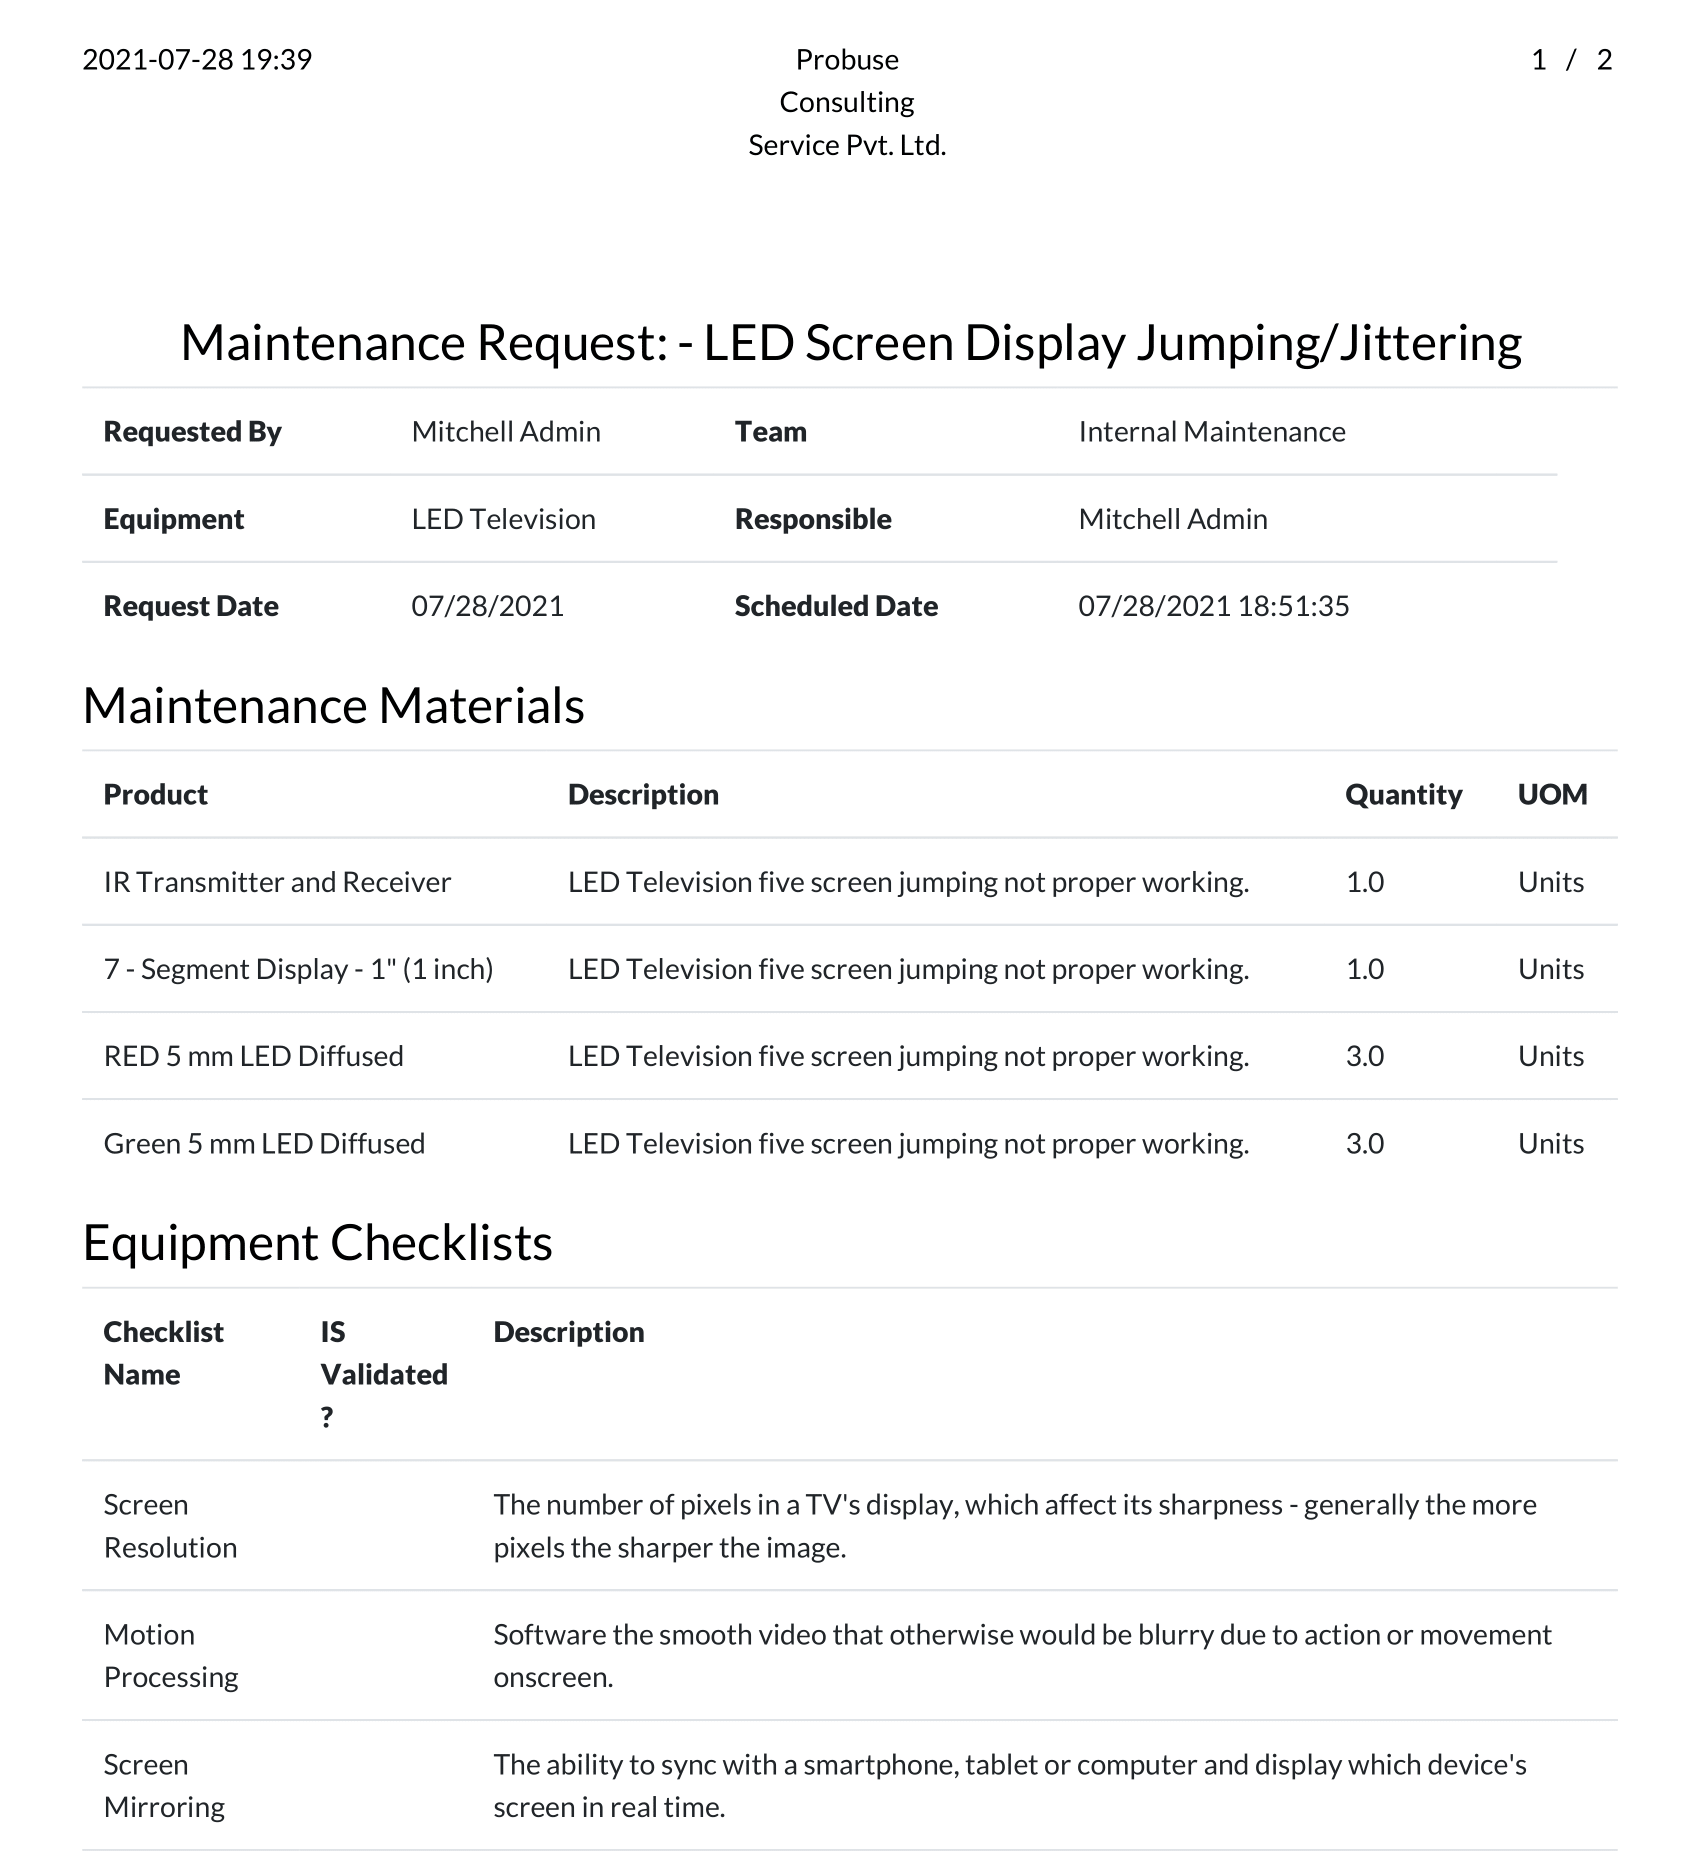 2021-07-28 19:39
Probuse
Consulting
Service Pvt. Ltd.
1 / 2
Maintenance Request: - LED Screen Display Jumping/Jittering
Requested By Mitchell Admin Team Internal Maintenance
Equipment LED Television Responsible Mitchell Admin
Request Date 07/28/2021 Scheduled Date 07/28/2021 18:51:35
Maintenance Materials
Product Description Quantity UOM
IR Transmitter and Receiver LED Television five screen jumping not proper working. 1.0 Units
7 - Segment Display - 1" (1 inch) LED Television five screen jumping not proper working. 1.0 Units
RED 5 mm LED Diffused LED Television five screen jumping not proper working. 3.0 Units
Green 5 mm LED Diffused LED Television five screen jumping not proper working. 3.0 Units
Equipment Checklists
Checklist IS Description
Name Validated
?
Screen The number of pixels in a TV's display, which affect its sharpness - generally the more
Resolution pixels the sharper the image.
Motion Software the smooth video that otherwise would be blurry due to action or movement
Processing onscreen.
Screen The ability to sync with a smartphone, tablet or computer and display which device's
Mirroring screen in real time.